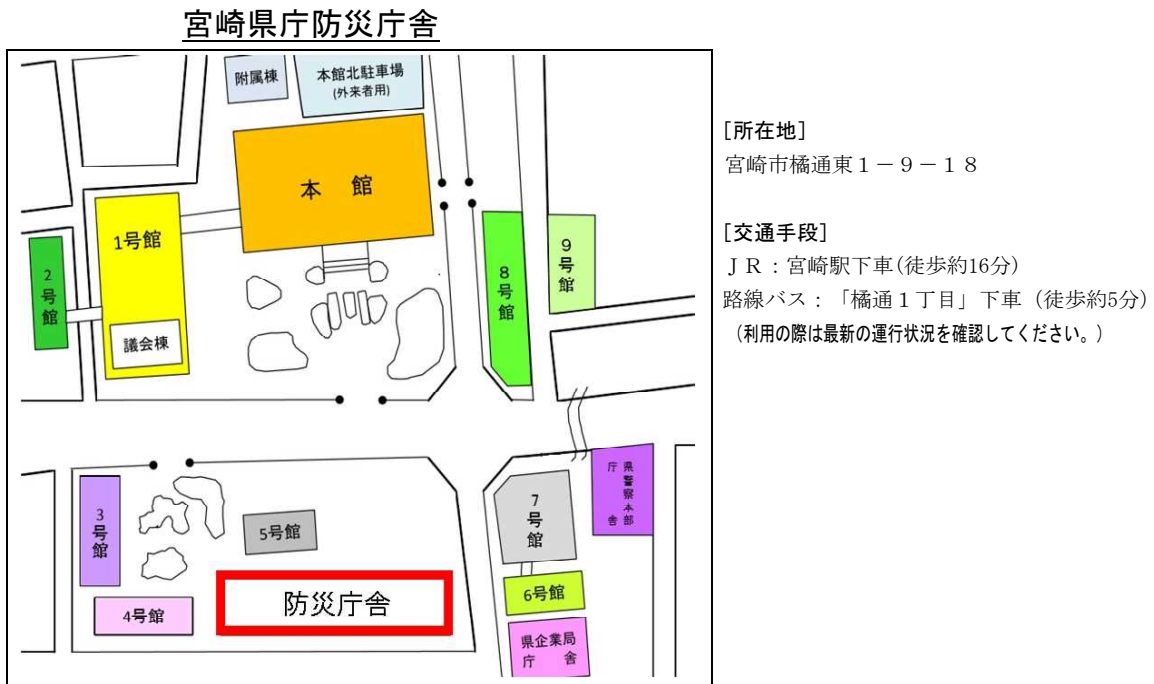 宮崎県庁防災庁舎
附属棟
本館北駐車場
(外来者用)
本 館
1号館
2号館
議会棟
8号館
9号館
3号館
5号館
4号館
防災庁舎
7号館
6号館
県警察本部
庁舎
県企業局
庁 舎
[所在地]
宮崎市橘通東１－９－１８
[交通手段]
ＪＲ：宮崎駅下車(徒歩約16分)
路線バス：「橘通１丁目」下車（徒歩約5分）
（利用の際は最新の運行状況を確認してください。）